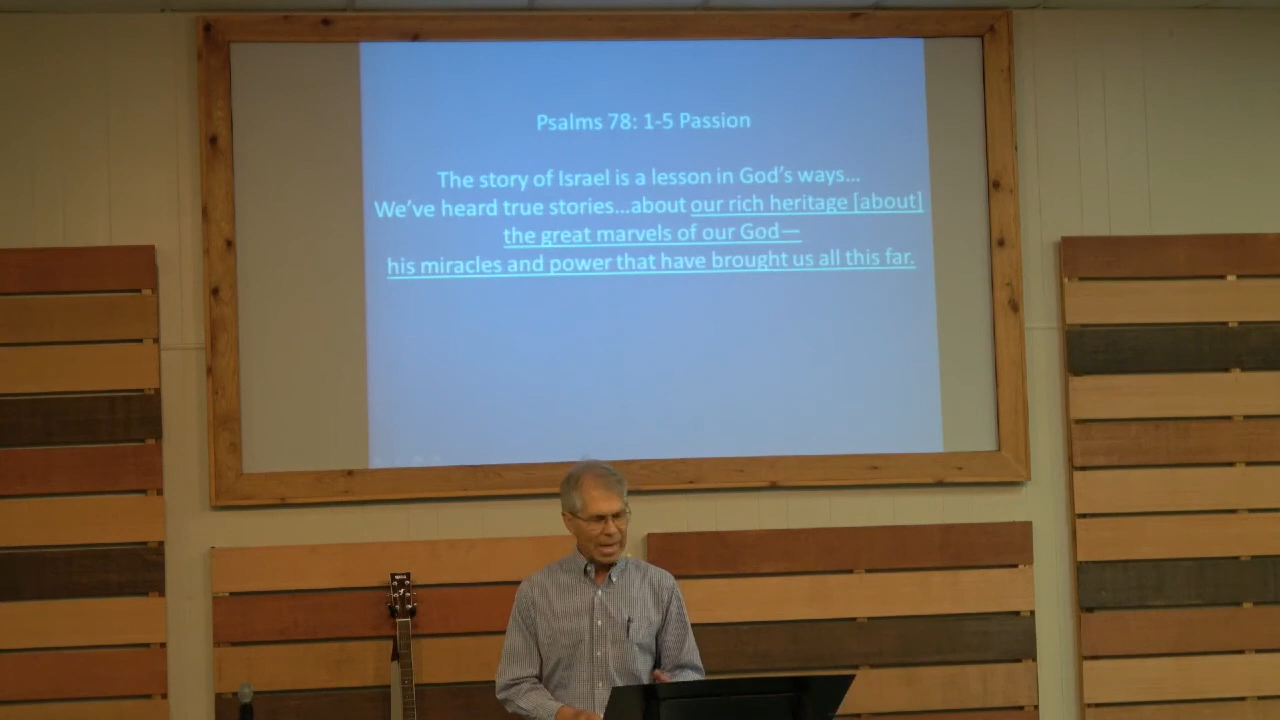 Psalms 78: 1-5 Passion
The story of Israel is a lesson in God's ways…
We've heard true stories…about our rich heritage [about]
the great marvels of our God—
his miracles and power that have brought us all this far.